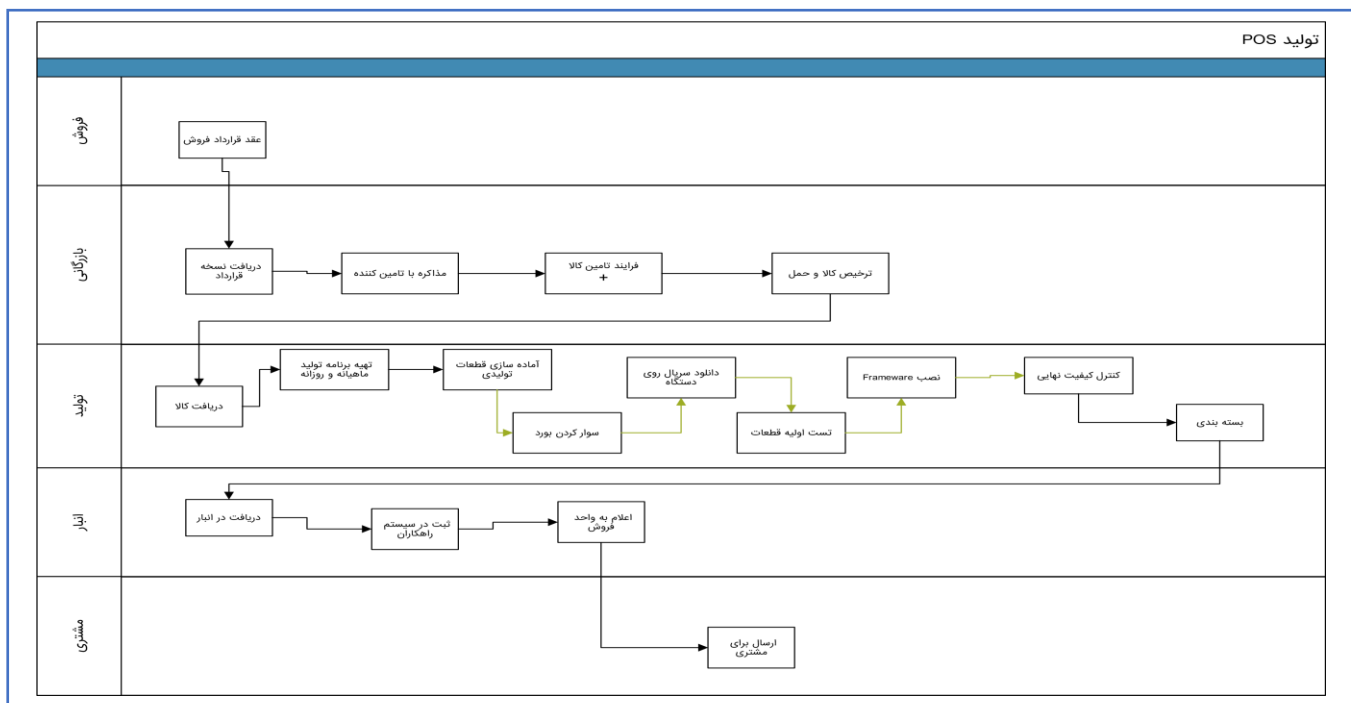 تولید POS
فروش
عقد قرارداد فروش
بازرگانی
دریافت نسخه
قرارداد
مذاکره با تامین کننده
فرایند تامین کالا
+
ترخیص کالا و حمل
تولید
دریافت کالا
تهیه برنامه تولید
ماهیانه و روزانه
آماده سازی قطعات
تولیدی
سوار کردن بورد
دانلود سریال روی
دستگاه
تست اولیه قطعات
نصب Frameware
کنترل کیفیت نهایی
بسته بندی
انبار
دریافت در انبار
ثبت در سیستم
راهکاران
اعلام به واحد
فروش
مشتری
ارسال برای
مشتری